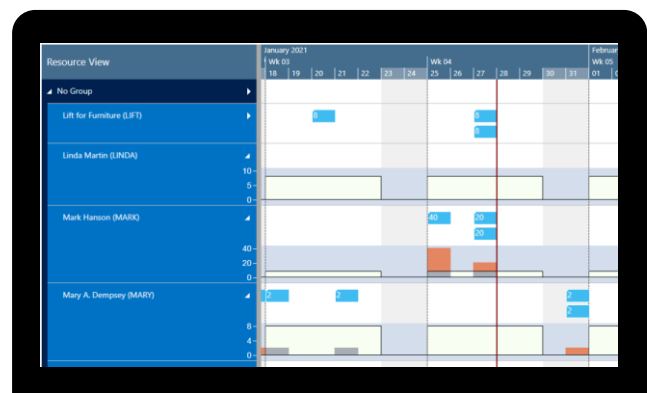 January 2021
Februar
Resource View
Wk 03
Wk 04
Wk 05
18 19 20 21 22 23 24 25 26 27 28 29 30 31 01
No Group
Lift for Furniture (LIFT)
8 8
8
Linda Martin (LINDA)
10
5
0
Mark Hanson (MARK)
40 20
20
40
20
0
Mary A. Dempsey (MARY)
2 2 2
2
8
4
0